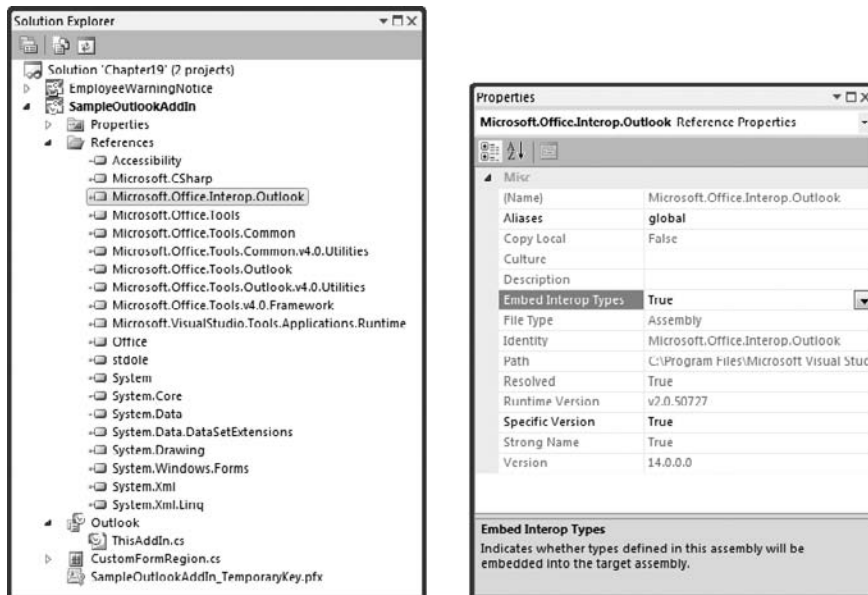 Solution Explorer
Solution 'Chapter19' (2 projects)
EmployeeWarningNotice
SampleOutlookAddIn
Properties
References
Accessibility
Microsoft.CSharp
Microsoft.Office.Interop.Outlook
Microsoft.Office.Tools
Microsoft.Office.Tools.Common
Microsoft.Office.Tools.Common.v4.0.Utilities
Microsoft.Office.Tools.Outlook
Microsoft.Office.Tools.Outlook.v4.0.Utilities
Microsoft.Office.Tools.v4.0.Framework
Microsoft.VisualStudio.Tools.Applications.Runtime
Office
stdole
System
System.Core
System.Data
System.Data.DataSetExtensions
System.Drawing
System.Windows.Forms
System.Xml
System.Xml.Linq
Outlook
ThisAddIn.cs
CustomFormRegion.cs
SampleOutlookAddIn_TemporaryKey.pfx
Properties
Microsoft.Office.Interop.Outlook Reference Properties
Misc
(Name) Microsoft.Office.Interop.Outlook
Aliases global
Copy Local False
Culture
Description
Embed Interop Types True
File Type Assembly
Identity Microsoft.Office.Interop.Outlook
Path C:\Program Files\Microsoft Visual Stud
Resolved True
Runtime Version v2.0.50727
Specific Version True
Strong Name True
Version 14.0.0.0
Embed Interop Types
Indicates whether types defined in this assembly will be
embedded into the target assembly.